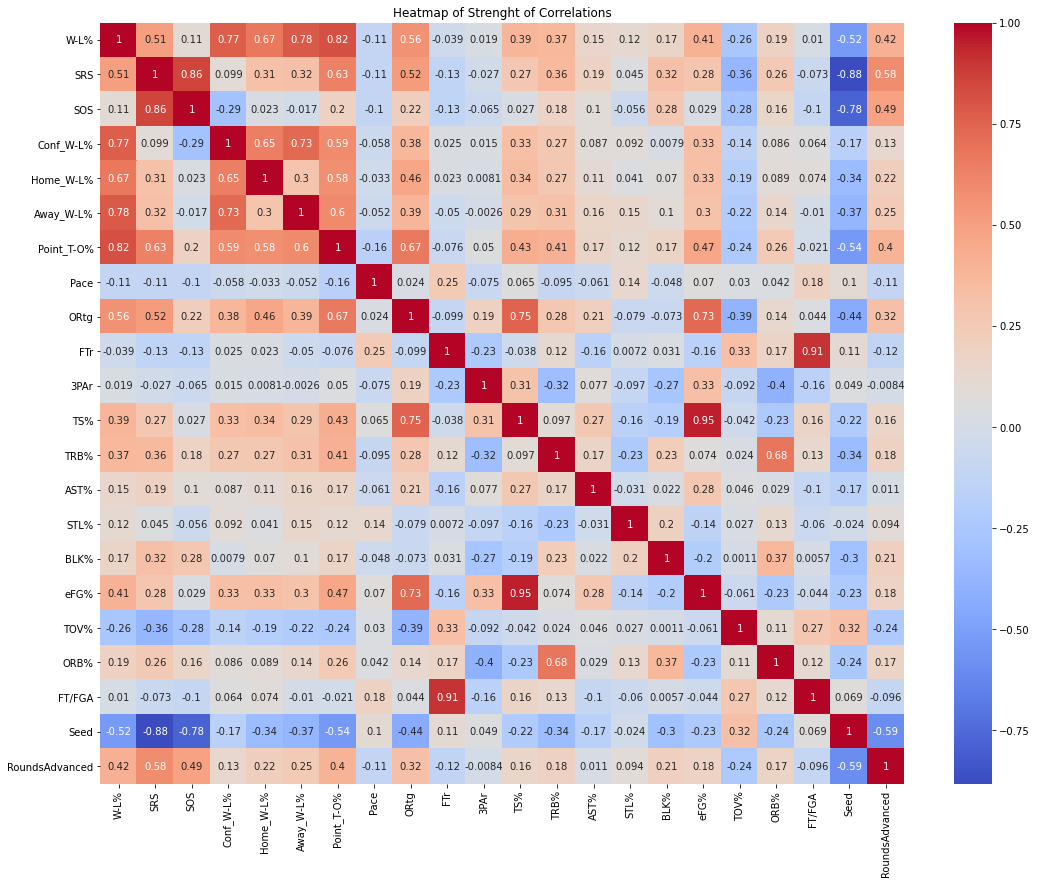 Heatmap of Strenght of Correlations
W-L% 1 0.51 0.11 0.77 0.67 0.78 0.82 -0.11 0.56 -0.039 0.019 0.39 0.37 0.15 0.12 0.17 0.41 -0.26 0.19 0.01 -0.52 0.42
SRS 0.51 1 0.86 0.099 0.31 0.32 0.63 -0.11 0.52 -0.13 -0.027 0.27 0.36 0.19 0.045 0.32 0.28 -0.36 0.26 -0.073 -0.88 0.58
SOS 0.11 0.86 1 -0.29 0.023 -0.017 0.2 -0.1 0.22 -0.13 -0.065 0.027 0.18 0.1 -0.056 0.28 0.029 -0.28 0.16 -0.1 -0.78 0.49
Conf_W-L% 0.77 0.099 -0.29 1 0.65 0.73 0.59 -0.058 0.38 0.025 0.015 0.33 0.27 0.087 0.092 0.0079 0.33 -0.14 0.086 0.064 -0.17 0.13
Home_W-L% 0.67 0.31 0.023 0.65 1 0.3 0.58 -0.033 0.46 0.023 0.0081 0.34 0.27 0.11 0.041 0.07 0.33 -0.19 0.089 0.074 -0.34 0.22
Away_W-L% 0.78 0.32 -0.017 0.73 0.3 1 0.6 -0.052 0.39 -0.05 -0.0026 0.29 0.31 0.16 0.15 0.1 0.3 -0.22 0.14 -0.01 -0.37 0.25
Point_T-O% 0.82 0.63 0.2 0.59 0.58 0.6 1 -0.16 0.67 -0.076 0.05 0.43 0.41 0.17 0.12 0.17 0.47 -0.24 0.26 -0.021 -0.54 0.4
Pace -0.11 -0.11 -0.1 -0.058 -0.033 -0.052 -0.16 1 0.024 0.25 -0.075 0.065 -0.095 -0.061 0.14 -0.048 0.07 0.03 0.042 0.18 0.1 -0.11
ORtg 0.56 0.52 0.22 0.38 0.46 0.39 0.67 0.024 1 -0.099 0.19 0.75 0.28 0.21 -0.079 -0.073 0.73 -0.39 0.14 0.044 -0.44 0.32
FTr -0.039 -0.13 -0.13 0.025 0.023 -0.05 -0.076 0.25 -0.099 1 -0.23 -0.038 0.12 -0.16 0.0072 0.031 -0.16 0.33 0.17 0.91 0.11 -0.12
3PAr 0.019 -0.027 -0.065 0.015 0.0081 -0.0026 0.05 -0.075 0.19 -0.23 1 0.31 -0.32 0.077 -0.097 -0.27 0.33 -0.092 -0.4 -0.16 0.049 -0.0084
TS% 0.39 0.27 0.027 0.33 0.34 0.29 0.43 0.065 0.75 -0.038 0.31 1 0.097 0.27 -0.16 -0.19 0.95 -0.042 -0.23 0.16 -0.22 0.16
TRB% 0.37 0.36 0.18 0.27 0.27 0.31 0.41 -0.095 0.28 0.12 -0.32 0.097 1 0.17 -0.23 0.23 0.074 0.024 0.68 0.13 -0.34 0.18
AST% 0.15 0.19 0.1 0.087 0.11 0.16 0.17 -0.061 0.21 -0.16 0.077 0.27 0.17 1 -0.031 0.022 0.28 0.046 0.029 -0.1 -0.17 0.011
STL% 0.12 0.045 -0.056 0.092 0.041 0.15 0.12 0.14 -0.079 0.0072 -0.097 -0.16 -0.23 -0.031 1 0.2 -0.14 0.027 0.13 -0.06 -0.024 0.094
BLK% 0.17 0.32 0.28 0.0079 0.07 0.1 0.17 -0.048 -0.073 0.031 -0.27 -0.19 0.23 0.022 0.2 1 -0.2 0.0011 0.37 0.0057 -0.3 0.21
eFG% 0.41 0.28 0.029 0.33 0.33 0.3 0.47 0.07 0.73 -0.16 0.33 0.95 0.074 0.28 -0.14 -0.2 1 -0.061 -0.23 -0.044 -0.23 0.18
TOV% -0.26 -0.36 -0.28 -0.14 -0.19 -0.22 -0.24 0.03 -0.39 0.33 -0.092 -0.042 0.024 0.046 0.027 0.0011 -0.061 1 0.11 0.27 0.32 -0.24
ORB% 0.19 0.26 0.16 0.086 0.089 0.14 0.26 0.042 0.14 0.17 -0.4 -0.23 0.68 0.029 0.13 0.37 -0.23 0.11 1 0.12 -0.24 0.17
FT/FGA 0.01 -0.073 -0.1 0.064 0.074 -0.01 -0.021 0.18 0.044 0.91 -0.16 0.16 0.13 -0.1 -0.06 0.0057 -0.044 0.27 0.12 1 0.069 -0.096
Seed -0.52 -0.88 -0.78 -0.17 -0.34 -0.37 -0.54 0.1 -0.44 0.11 0.049 -0.22 -0.34 -0.17 -0.024 -0.3 -0.23 0.32 -0.24 0.069 1 -0.59
RoundsAdvanced 0.42 0.58 0.49 0.13 0.22 0.25 0.4 -0.11 0.32 -0.12 -0.0084 0.16 0.18 0.011 0.094 0.21 0.18 -0.24 0.17 -0.096 -0.59 1
W-L% SRS SOS Conf_W-L% Home_W-L% Away_W-L% Point_T-O% Pace ORtg FTr 3PAr TS% TRB% AST% STL% BLK% eFG% TOV% ORB% FT/FGA Seed RoundsAdvanced
1.00
0.75
0.50
0.25
0.00
-0.25
-0.50
-0.75